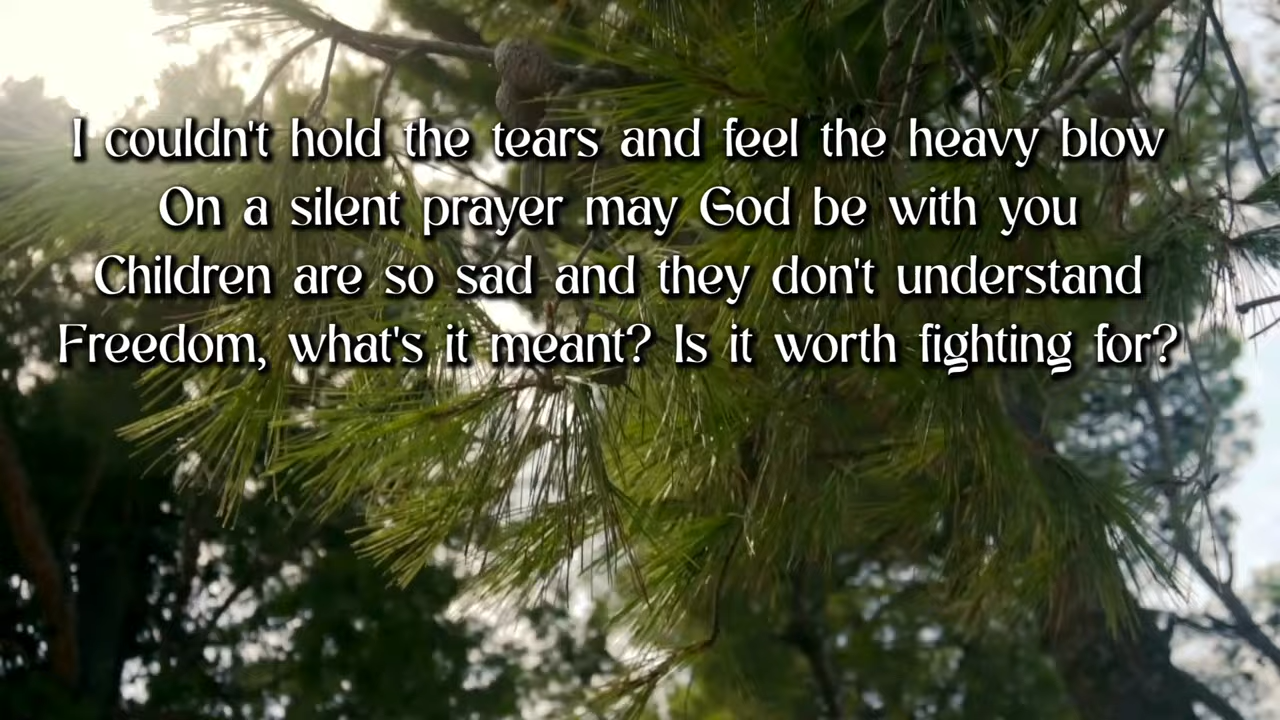 I couldn't hold the tears and feel the heavy blow
On a silent prayer may God be with you
Children are so sad and they don't understand
Freedom, what's it meant? Is it worth fighting for?